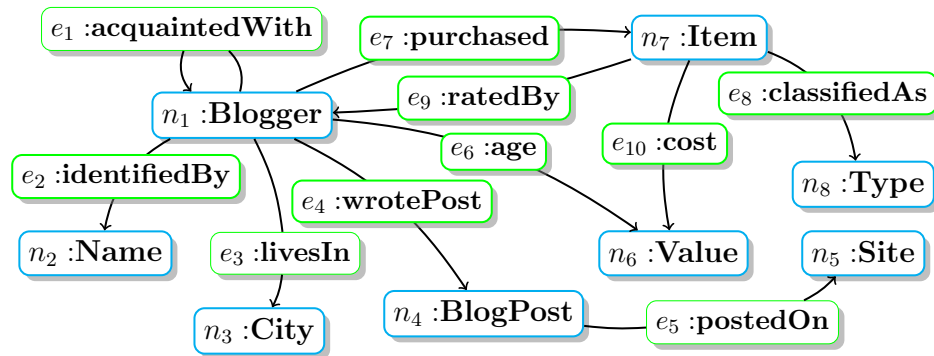 e₁ :acquaintedWith
e₇ :purchased
n₇ :Item
e₉ :ratedBy
e₈ :classifiedAs
n₁ :Blogger
e₁₀ :cost
e₆ :age
e₂ :identifiedBy
n₈ :Type
e₄ :wrotePost
n₂ :Name
e₃ :livesIn
n₆ :Value
n₅ :Site
n₃ :City
n₄ :BlogPost
e₅ :postedOn